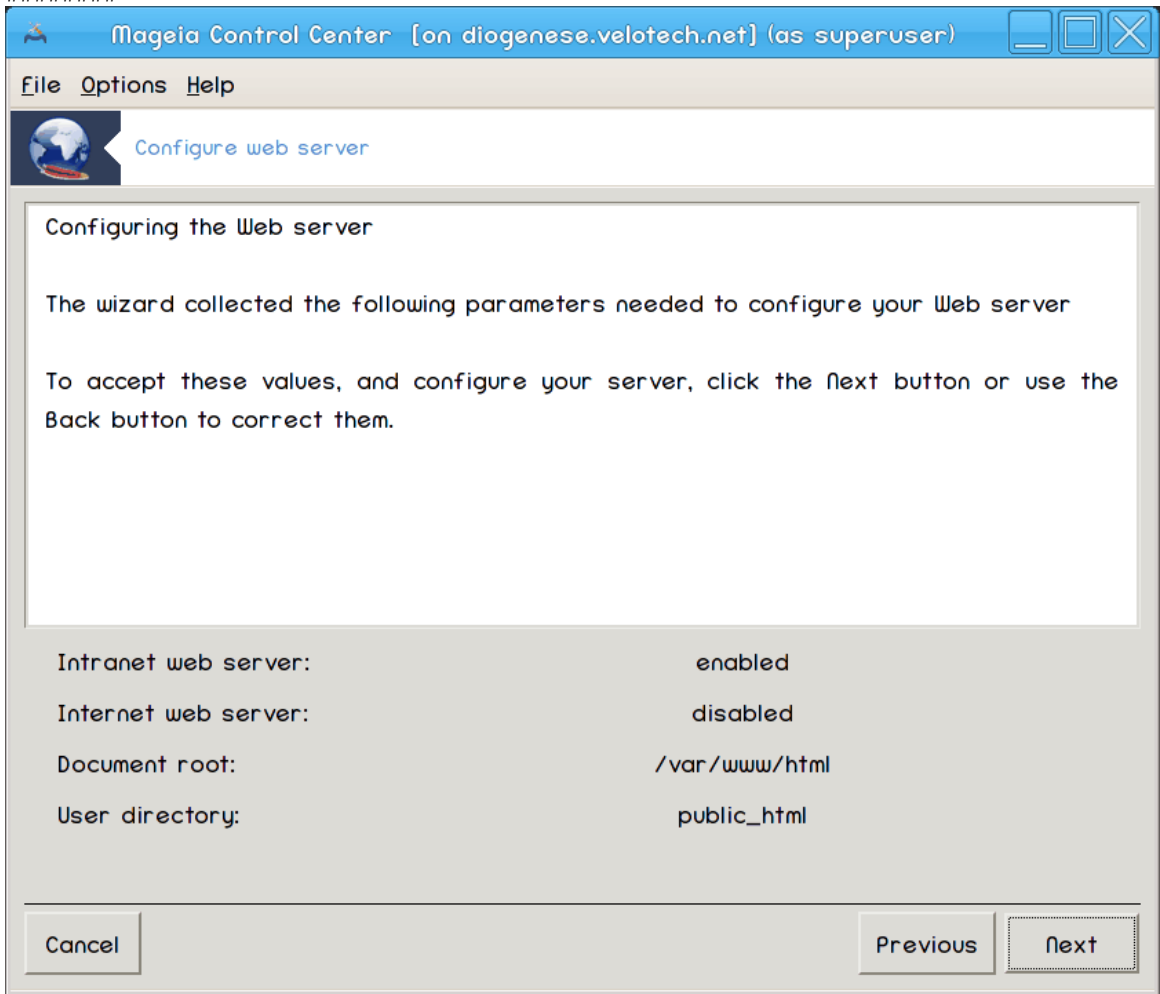 Mageia Control Center [on diogenese.velotech.net] (as superuser)
File Options Help
Configure web server
Configuring the Web server
The wizard collected the following parameters needed to configure your Web server
To accept these values, and configure your server, click the Next button or use the
Back button to correct them.
Intranet web server: enabled
Internet web server: disabled
Document root: /var/www/html
User directory: public_html
Cancel Previous Next